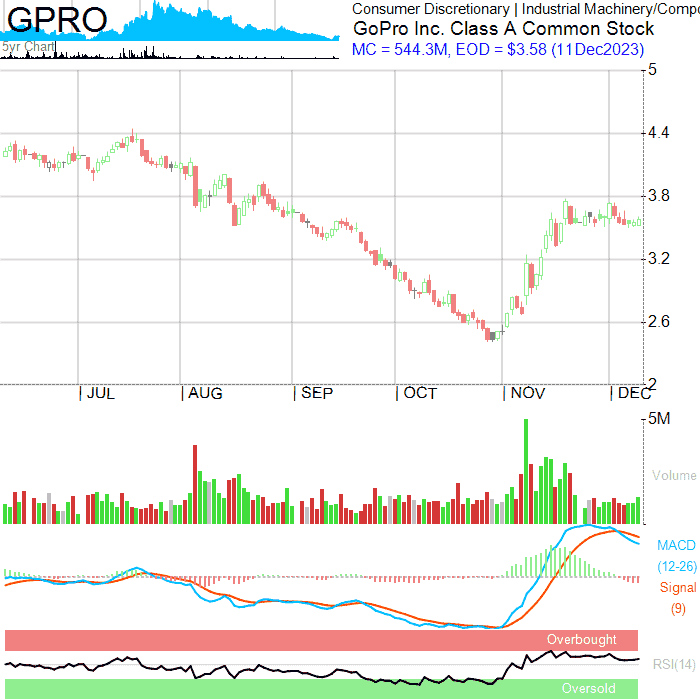 GPRO
5yr Chart
Consumer Discretionary | Industrial Machinery/Compo
GoPro Inc. Class A Common Stock
MC = 544.3M, EOD = $3.58 (11Dec2023)
5
4.4
3.8
3.2
2.6
2
| JUL | AUG | SEP | OCT | NOV | DEC
5M
Volume
MACD
(12-26)
Signal
(9)
Overbought
RSI(14)
Oversold